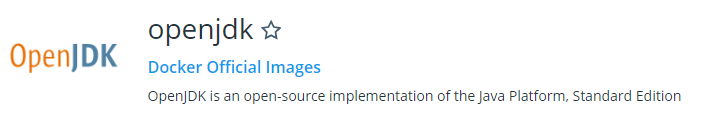 OpenJDK
openjdk
Docker Official Images
OpenJDK is an open-source implementation of the Java Platform, Standard Edition